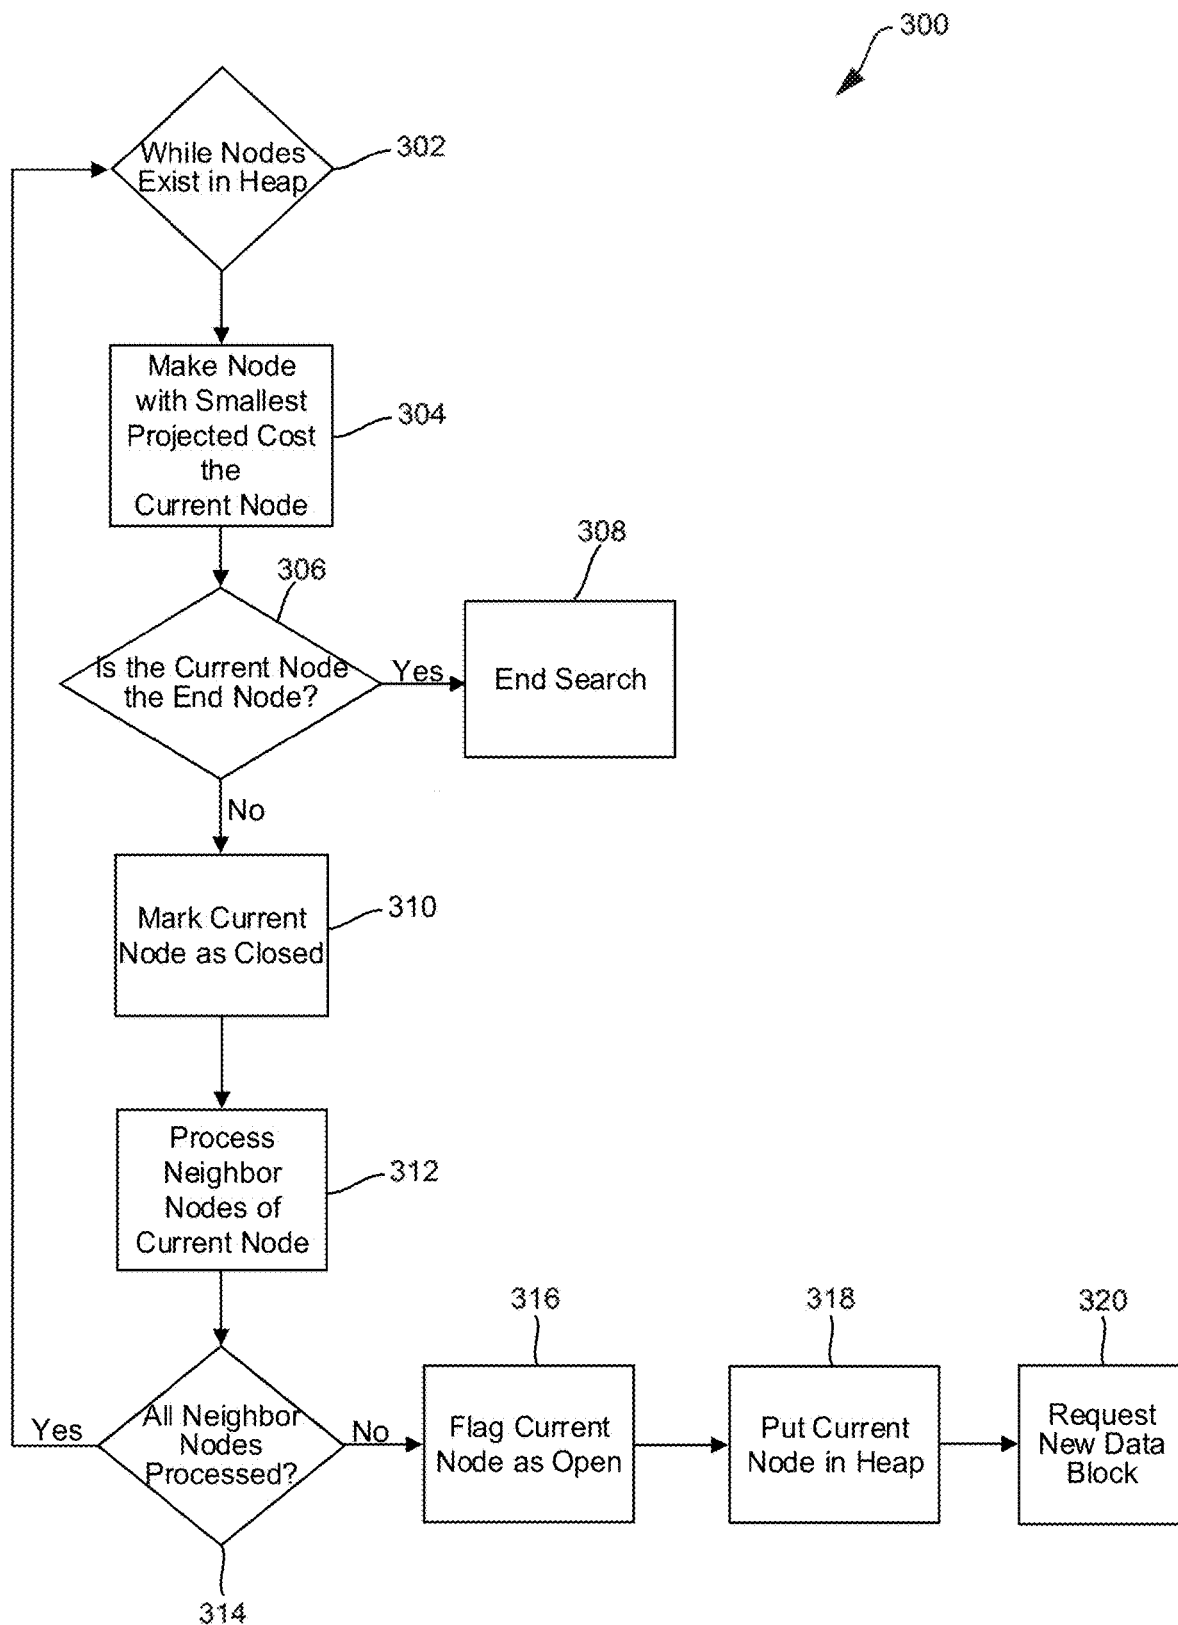 300
While Nodes
Exist in Heap
302
Make Node
with Smallest
Projected Cost
the
Current Node
304
306
Is the Current Node
the End Node?
Yes
308
End Search
No
Mark Current
Node as Closed
310
Process
Neighbor
Nodes of
Current Node
312
All Neighbor
Nodes
Processed?
Yes
No
314
316
Flag Current
Node as Open
318
Put Current
Node in Heap
320
Request
New Data
Block